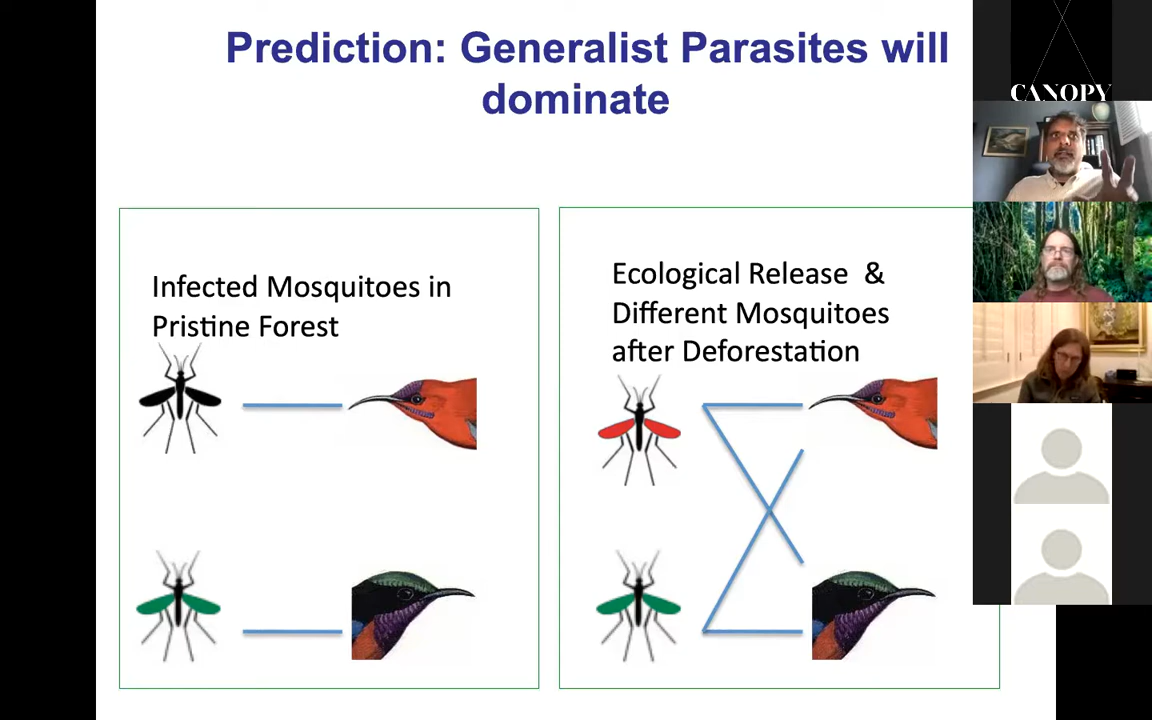 Prediction: Generalist Parasites will
dominate
CANOPY
Infected Mosquitoes in
Pristine Forest
Ecological Release &
Different Mosquitoes
after Deforestation